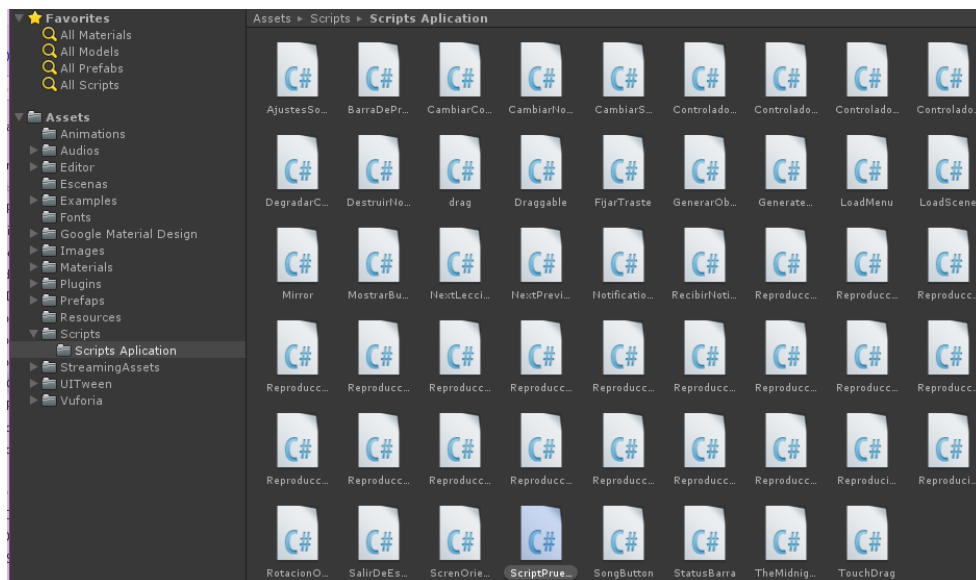 Favorites
All Materials
All Models
All Prefabs
All Scripts
Assets
Animations
Audios
Editor
Escenas
Examples
Fonts
Google Material Design
Images
Materials
Plugins
Prefaps
Resources
Scripts
Scripts Aplication
StreamingAssets
UITween
Vuforia
Assets ▸ Scripts ▸ Scripts Aplication
C# C# C# C# C# C# C# C# C#
AjustesSo... BarraDePr... CambiarCo... CambiarNo... CambiarS... Controlado... Controlado... Controlado... Controlado
C# C# C# C# C# C# C# C# C#
DegradarC... DestruirNo... drag Draggable FijarTraste GenerarOb... Generate... LoadMenu LoadScene
C# C# C# C# C# C# C# C# C#
Mirror MostrarBu... NextLecci... NextPrevi... Notificatio... RecibirNoti... Reproducc... Reproducc... Reproducc.
C# C# C# C# C# C# C# C# C#
Reproducc... Reproducc... Reproducc... Reproducc... Reproducc... Reproducc... Reproducc... Reproducc... Reproducc.
C# C# C# C# C# C# C# C# C#
Reproducc... Reproducc... Reproducc... Reproducc... Reproducc... Reproducc... Reproducc... Reproduci... Reproduci
C# C# C# C# C# C# C# C#
RotacionO... SalirDeEs... ScrenOrie... ScriptPrue... SongButton StatusBarra TheMidnig... TouchDrag